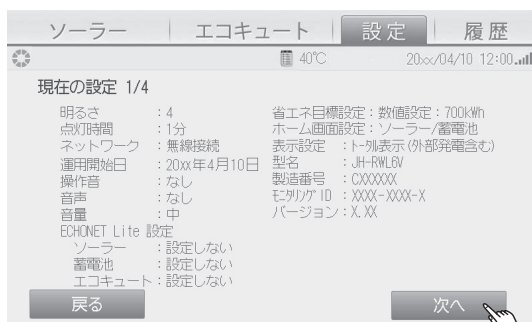 ソーラー エコキュート 設定 履歴
40℃ 20xx/04/10 12:00
現在の設定 1/4
明るさ ：4
点灯時間 ：1分
ネットワーク ：無線接続
運用開始日 ：20xx年4月10日
操作音 ：なし
音声 ：なし
音量 ：中
ECHONET Lite 設定
ソーラー ：設定しない
蓄電池 ：設定しない
エコキュート：設定しない
省エネ目標設定：数値設定：700kWh
ホーム画面設定：ソーラー/蓄電池
表示設定 ：トータル表示(外部発電含む)
型名 ：JH-RWL6V
製造番号 ：CXXXXXX
モニタリングID ：XXXX-XXXX-X
バージョン：X.XX
戻る 次へ